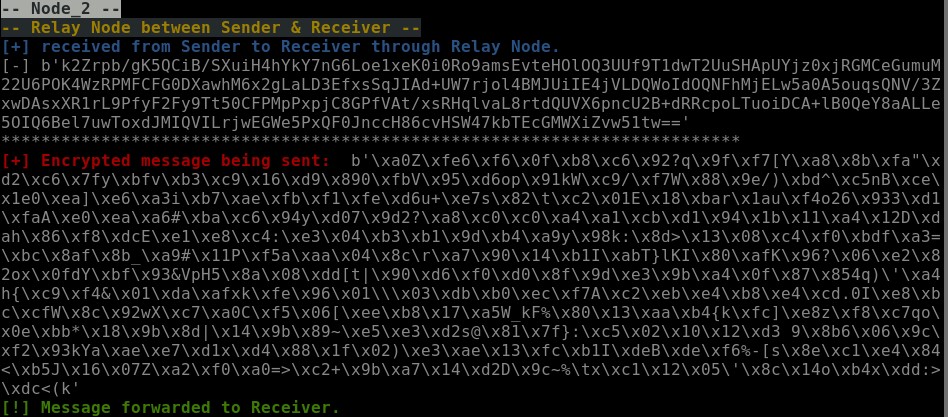 -- Node_2 --
-- Relay Node between Sender & Receiver --
[+] received from Sender to Receiver through Relay Node.
[-] b'k2Zrpb/gK5QCiB/SXuiH4hYkY7nG6Loe1xeK0i0Ro9amsEvteHOlOQ3UUf9T1dwT2UuSHApUYjz0xjRGMCeGumuM
22U6POK4WzRPMFCFG0DXawhM6x2gLaLD3EfxsSqJIAd+UW7rjol4BMJUiIE4jVLDQWoIdOQNFhMjELw5a0A5ouqsQNV/3Z
xwDAsxXR1rL9PfyF2Fy9Tt50CFPMpPxpjC8GPfVAt/xsRHqlvaL8rtdQUVX6pncU2B+dRRcpoLTuoiDCA+lB0QeY8aALLe
5OIQ6Bel7uwToxdJMIQVILrjwEGWe5PxQF0JnccH86cvHSW47kbTEcGMWXiZvw51tw=='
**************************************************************************
[+] Encrypted message being sent:  b'\xa0Z\xfe6\xf6\x0f\xb8\xc6\x92?q\x9f\xf7[Y\xa8\x8b\xfa"\x
d2\xc6\x7fy\xbfv\xb3\xc9\x16\xd9\x890\xfbV\x95\xd6op\x91kW\xc9/\xf7W\x88\x9e/)\xbd^\xc5nB\xce\
\x1e0\xea]\xe6\xa3i\xb7\xae\xfb\xf1\xfe\xd6u+\xe7s\x82\t\xc2\x01E\x18\xbar\x1au\xf4o26\x933\xd1
\xfaA\xe0\xea\xa6#\xba\xc6\x94y\xd07\x9d2?\xa8\xc0\xc0\xa4\xa1\xcb\xd1\x94\x1b\x11\xa4\x12D\xd
ah\x86\xf8\xdcE\xe1\xe8\xc4:\xe3\x04\xb3\xb1\x9d\xb4\xa9y\x98k:\x8d>\x13\x08\xc4\xf0\xbdf\xa3=
\xbc\x8af\x8b_\xa9#\x11P\xf5a\xaa\x04\x8c\r\xa7\x90\x14\xb1I\xabT}lKI\x80\xafK\x96?\x06\xe2\x8
2ox\x0fdY\xbf\x93&VpH5\x8a\x08\xdd[t|\x90\xd6\xf0\xd0\x8f\x9d\xe3\x9b\xa4\x0f\x87\x854q)\'\xa4
h{\xc9\xf4&\x01\xda\xafxk\xfe\x96\x01\\\x03\xdb\xb0\xec\xf7A\xc2\xeb\xe4\xb8\xe4\xcd.0I\xe8\xb
c\xcfW\x8c\x92wX\xc7\xa0C\xf5\x06[\xee\xb8\x17\xa5W_kF%\x80\x13\xaa\xb4{k\xfc]\xe8z\xf8\xc7qo\
x0e\xbb*\x18\x9b\x8d|\x14\x9b\x89~\xe5\xe3\xd2s@\x81\x7f}:\xc5\x02\x10\x12\xd3 9\x8b6\x06\x9c\
\xf2\x93kYa\xae\xe7\xd1x\xd4\x88\x1f\x02)\xe3\xae\x13\xfc\xb1I\xdeB\xde\xf6%-[s\x8e\xc1\xe4\x84
<\xb5J\x16\x07Z\xa2\xf0\xa0=>\xc2+\x9b\xa7\x14\xd2D\x9c~%\tx\xc1\x12\x05\'\x8c\x14o\xb4x\xdd:>
\xdc<(k'
[!] Message forwarded to Receiver.